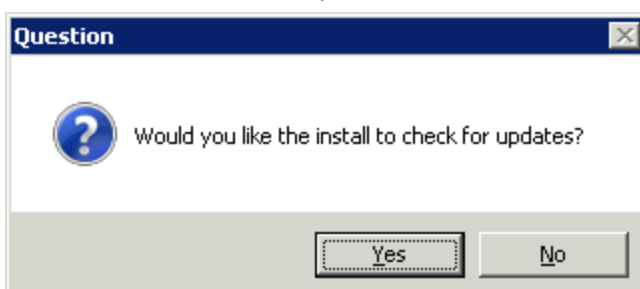 Question
Would you like the install to check for updates?
Yes
No